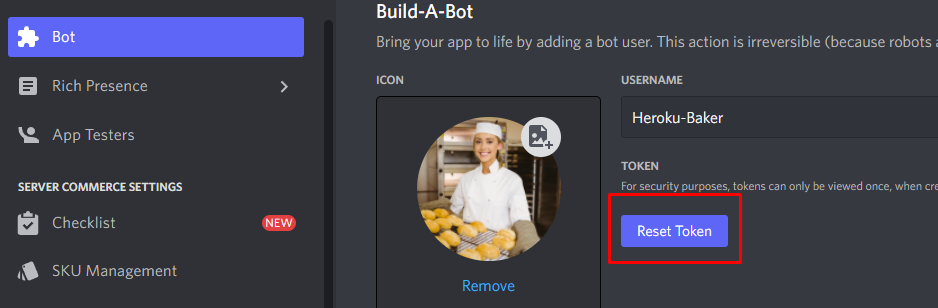 Bot
Rich Presence
App Testers
SERVER COMMERCE SETTINGS
Checklist NEW
SKU Management
Build-A-Bot
Bring your app to life by adding a bot user. This action is irreversible (because robots
ICON
Remove
USERNAME
Heroku-Baker
TOKEN
For security purposes, tokens can only be viewed once, when
Reset Token